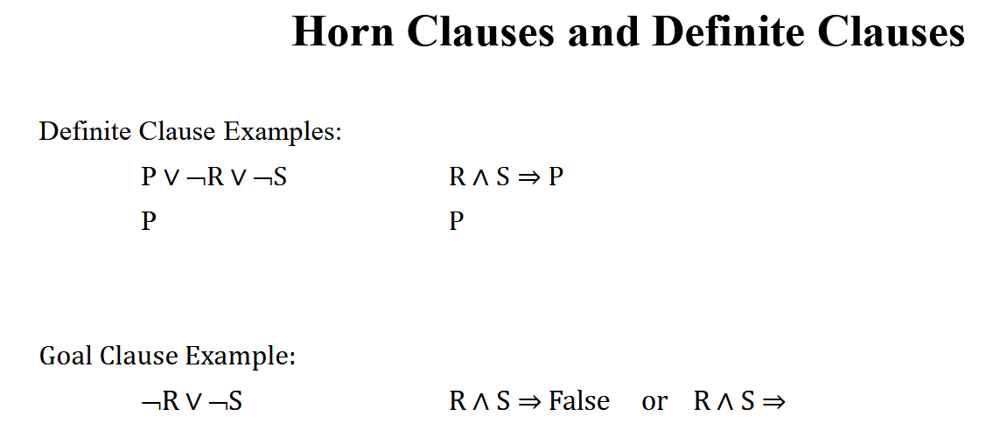 Horn Clauses and Definite Clauses
Definite Clause Examples:
P ∨ ¬R ∨ ¬S R ∧ S ⇒ P
P P
Goal Clause Example:
¬R ∨ ¬S R ∧ S ⇒ False or R ∧ S ⇒